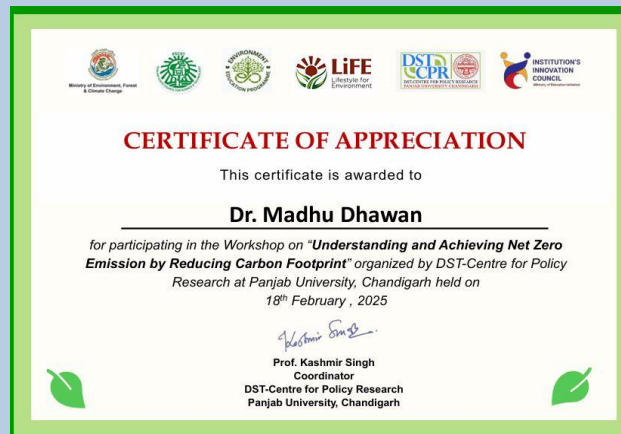 Ministry of Environment, Forest
& Climate Change
ENVIRONMENT
EDUCATION PROGRAMME
LiFE
Lifestyle for
Environment
DST
CPR
DST-CENTRE FOR POLICY RESEARCH
PANJAB UNIVERSITY, CHANDIGARH
INSTITUTION'S
INNOVATION
COUNCIL
(Ministry of Education Initiative)
CERTIFICATE OF APPRECIATION
This certificate is awarded to
Dr. Madhu Dhawan
for participating in the Workshop on “Understanding and Achieving Net Zero
Emission by Reducing Carbon Footprint” organized by DST-Centre for Policy
Research at Panjab University, Chandigarh held on
18th February , 2025
Kashmir Singh
Prof. Kashmir Singh
Coordinator
DST-Centre for Policy Research
Panjab University, Chandigarh